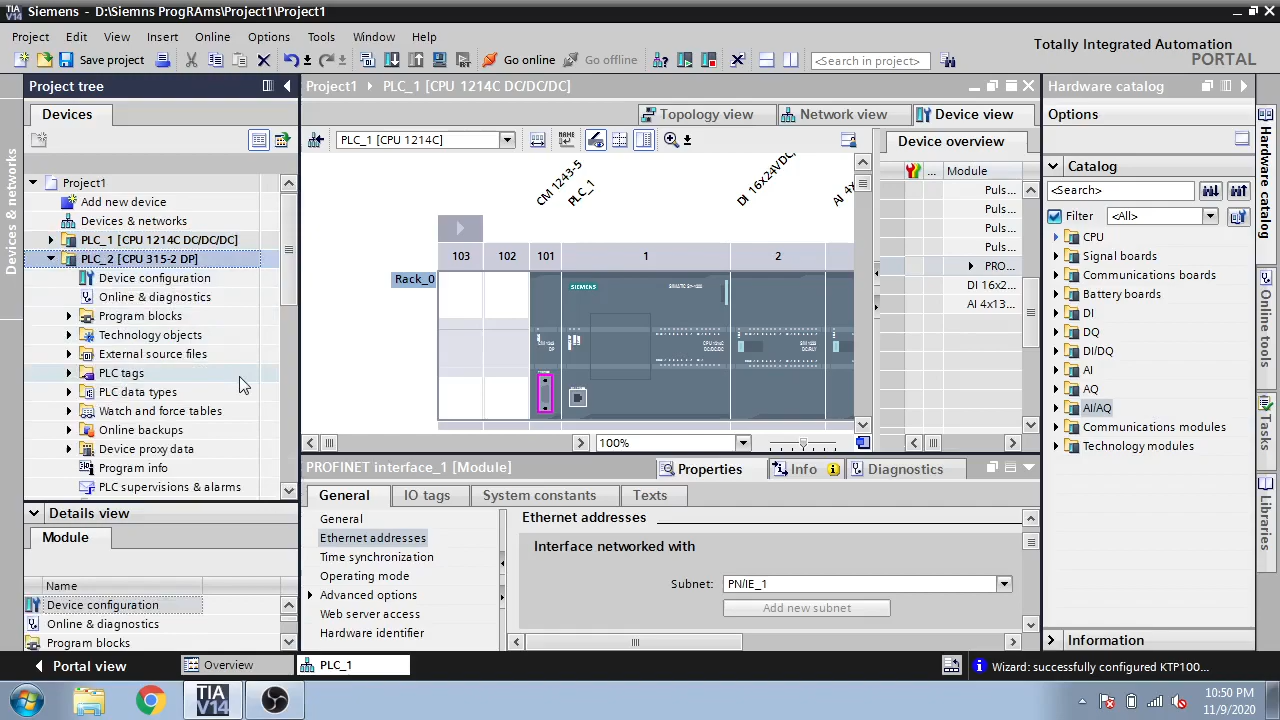 TIA V14 Siemens - D:\Siemns ProgRAms\Project1\Project1
Project Edit View Insert Online Options Tools Window Help
Totally Integrated Automation
PORTAL
Save project
Go online
Go offline
<Search in project>
Project tree
Devices
Devices & networks
Project1
Add new device
Devices & networks
PLC_1 [CPU 1214C DC/DC/DC]
PLC_2 [CPU 315-2 DP]
Device configuration
Online & diagnostics
Program blocks
Technology objects
External source files
PLC tags
PLC data types
Watch and force tables
Online backups
Device proxy data
Program info
PLC supervisions & alarms
Details view
Module
Name
Device configuration
Online & diagnostics
Program blocks
Project1 PLC_1 [CPU 1214C DC/DC/DC]
Topology view Network view Device view
PLC_1 [CPU 1214C]
NAME
CM 1243-5
PLC_1
DI 16x24VDC,
AI 4x
103 102 101 1 2
Rack_0
SIEMENS
100%
Device overview
... Module
Puls...
Puls...
Puls...
Puls...
PRO...
DI 16x2...
AI 4x13...
PROFINET interface_1 [Module]
Properties Info Diagnostics
General IO tags System constants Texts
General
Ethernet addresses
Time synchronization
Operating mode
Advanced options
Web server access
Hardware identifier
Ethernet addresses
Interface networked with
Subnet: PN/IE_1
Add new subnet
Hardware catalog
Options
Catalog
<Search>
Filter <All>
CPU
Signal boards
Communications boards
Battery boards
DI
DQ
DI/DQ
AI
AQ
AI/AQ
Communications modules
Technology modules
Information
Hardware catalog
Online tools
Tasks
Libraries
Portal view
Overview
PLC_1
Wizard: successfully configured KTP100...
TIA V14
10:50 PM
11/9/2020